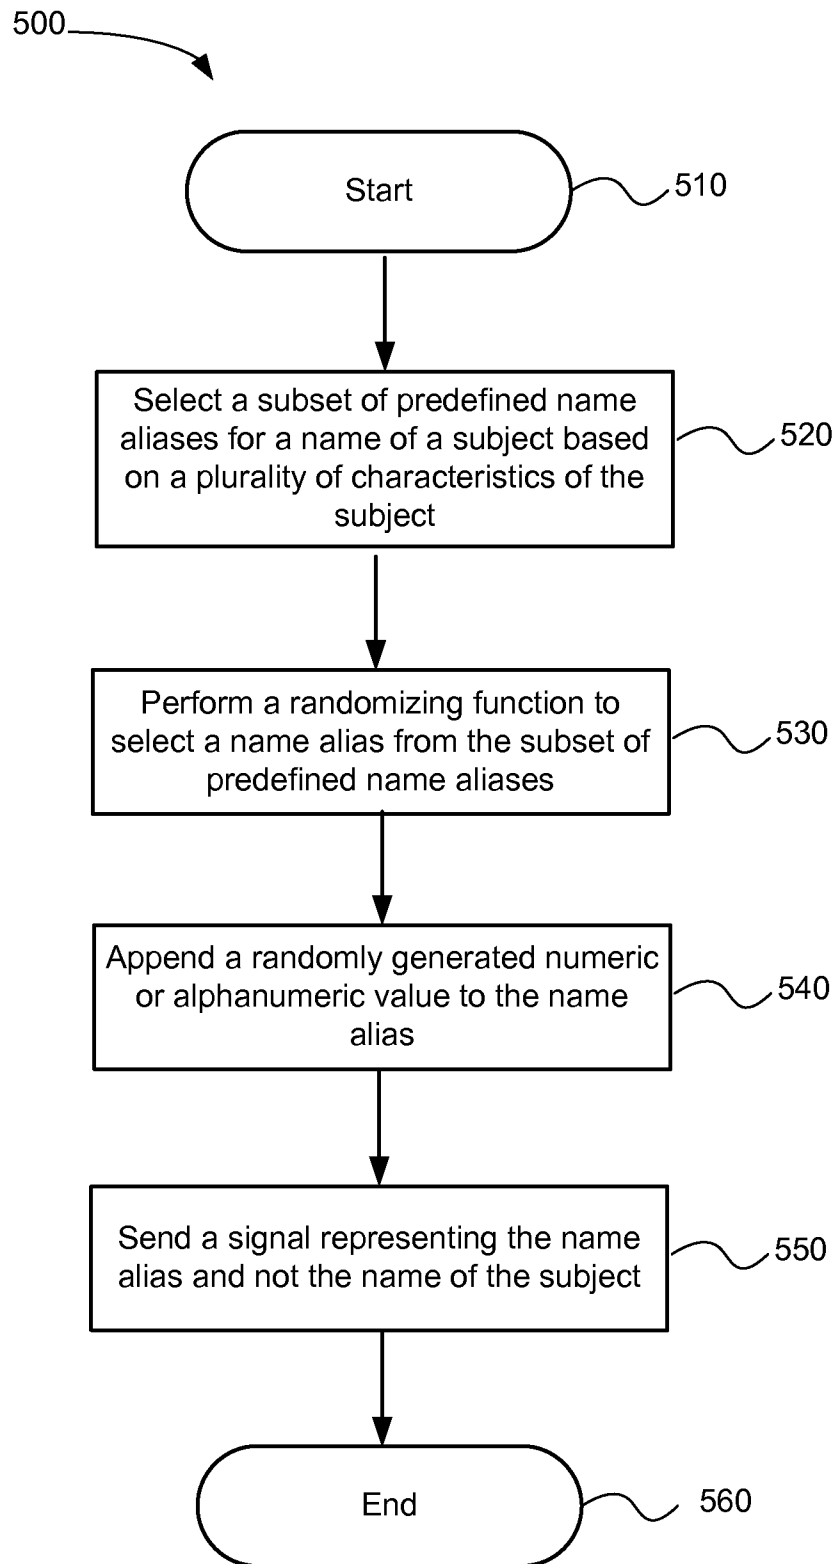 500
Start
510
Select a subset of predefined name
aliases for a name of a subject based
on a plurality of characteristics of the
subject
520
Perform a randomizing function to
select a name alias from the subset of
predefined name aliases
530
Append a randomly generated numeric
or alphanumeric value to the name
alias
540
Send a signal representing the name
alias and not the name of the subject
550
End
560